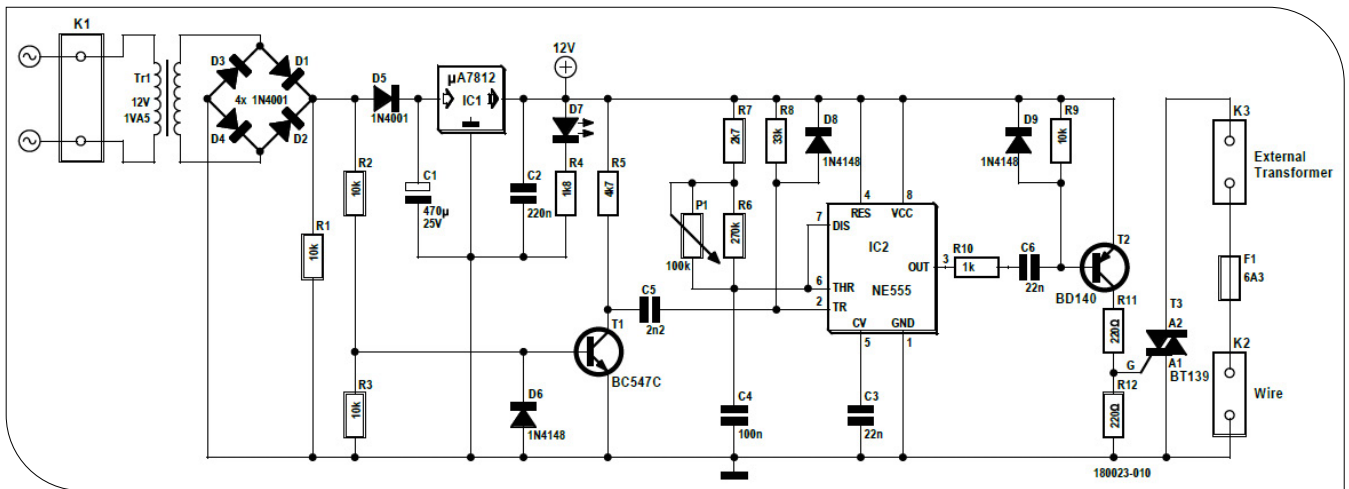 K1
Tr1
12V
1VA5
D3
D1
4x 1N4001
D4
D2
D5
1N4001
µA7812
IC1
12V
D7
R1
10k
R2
10k
R3
10k
C1
470µ
25V
C2
220n
R4
1k8
R5
4k7
D6
1N4148
T1
BC547C
C5
2n2
P1
100k
R7
2k7
R6
270k
R8
33k
D8
1N4148
C4
100n
4
8
RES
VCC
7
DIS
IC2
OUT
3
6
THR
NE555
2
TR
CV
GND
5
1
C3
22n
R10
1k
C6
22n
D9
1N4148
R9
10k
T2
BD140
R11
220Ω
G
R12
220Ω
T3
A2
A1
BT139
K3
External
Transformer
F1
6A3
K2
Wire
180023-010